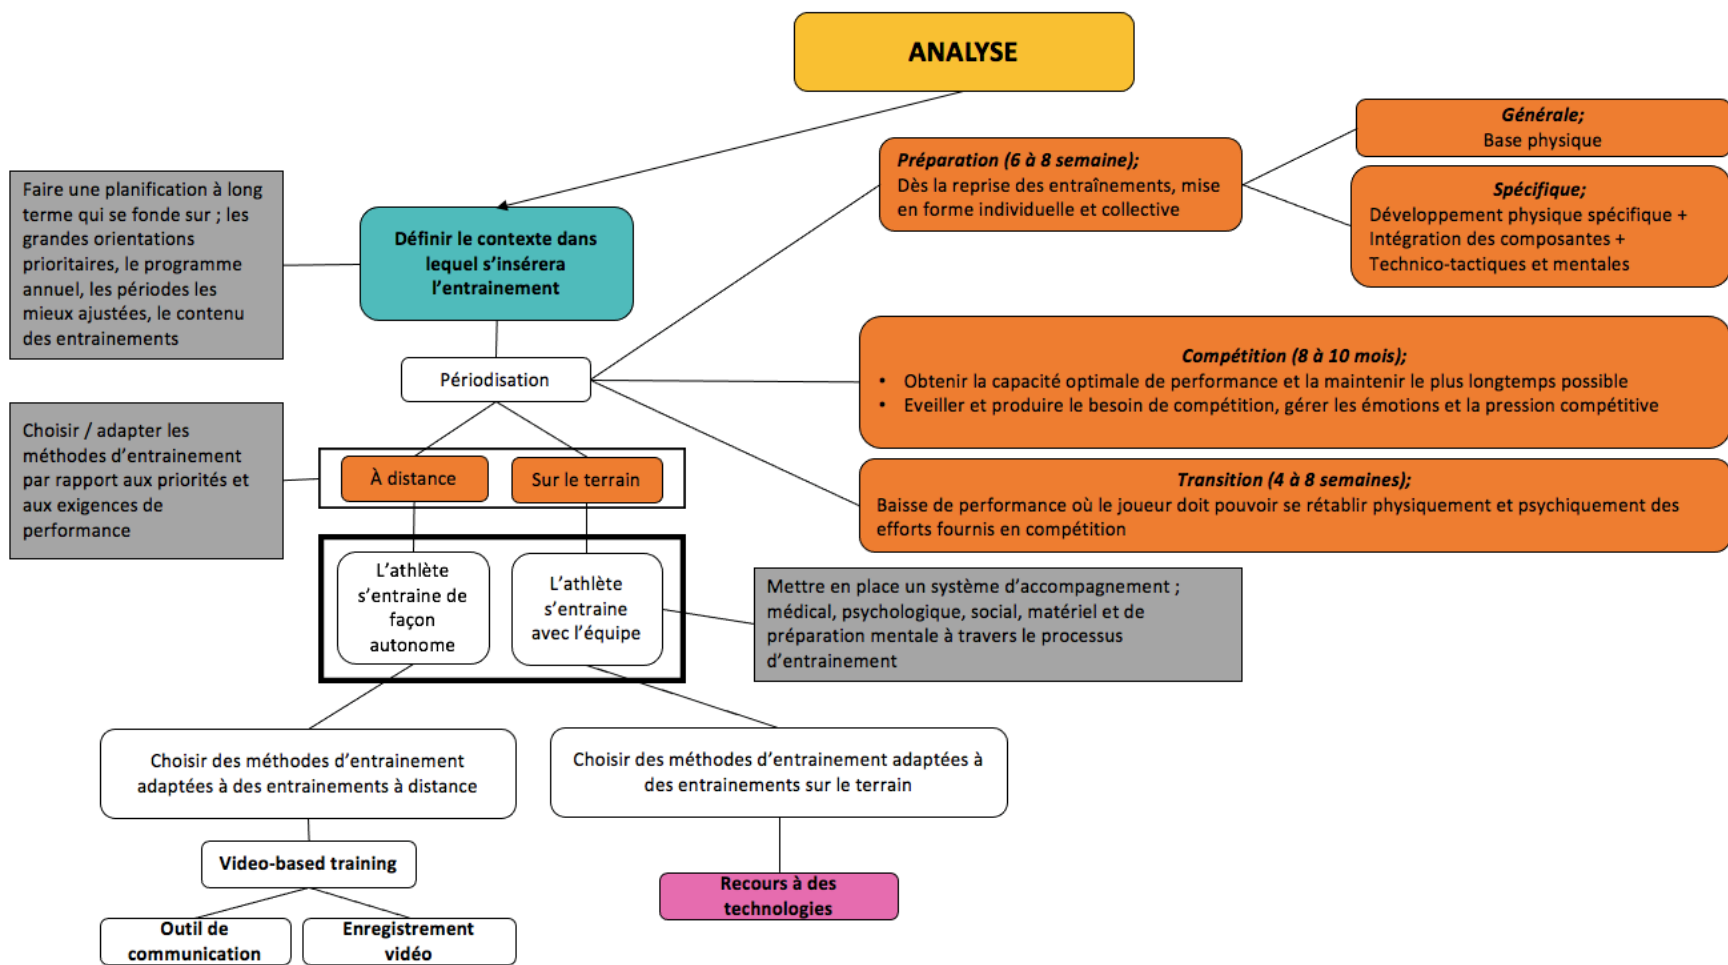 ANALYSE
Générale;
Base physique
Préparation (6 à 8 semaine);
Dès la reprise des entraînements, mise
en forme individuelle et collective
Spécifique;
Développement physique spécifique +
Intégration des composantes +
Technico-tactiques et mentales
Faire une planification à long
terme qui se fonde sur ; les
grandes orientations
prioritaires, le programme
annuel, les périodes les
mieux ajustées, le contenu
des entrainements
Définir le contexte dans
lequel s'insérera
l'entrainement
Périodisation
Compétition (8 à 10 mois);
• Obtenir la capacité optimale de performance et la maintenir le plus longtemps possible
• Eveiller et produire le besoin de compétition, gérer les émotions et la pression compétitive
Choisir / adapter les
méthodes d'entrainement
par rapport aux priorités et
aux exigences de
performance
À distance
Sur le terrain
Transition (4 à 8 semaines);
Baisse de performance où le joueur doit pouvoir se rétablir physiquement et psychiquement des
efforts fournis en compétition
L'athlète
s'entraine de
façon
autonome
L'athlète
s'entraine
avec l'équipe
Mettre en place un système d'accompagnement ;
médical, psychologique, social, matériel et de
préparation mentale à travers le processus
d'entrainement
Choisir des méthodes d'entrainement
adaptées à des entrainements à distance
Choisir des méthodes d'entrainement adaptées à
des entrainements sur le terrain
Video-based training
Recours à des
technologies
Outil de
communication
Enregistrement
vidéo